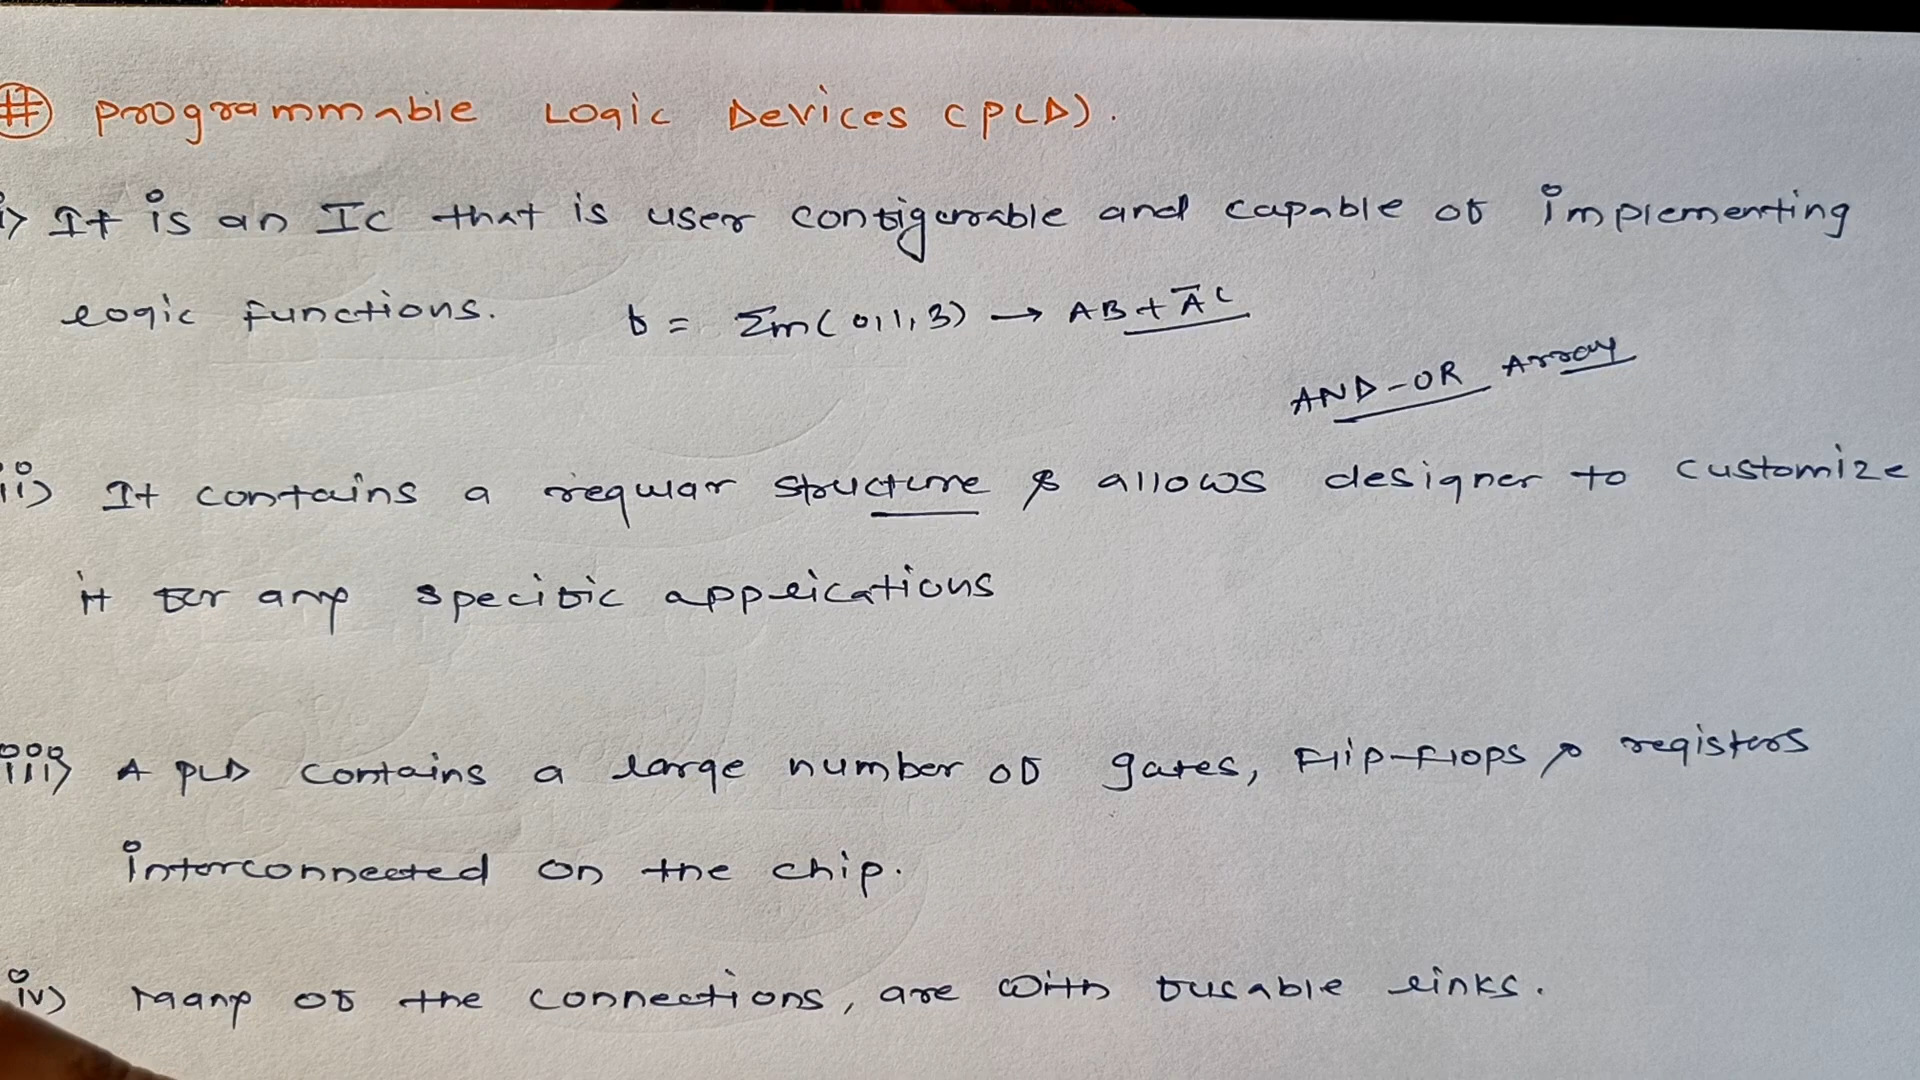 # Programmable Logic Devices (PLD).
i) It is an IC that is user configurable and capable of implementing
logic functions. f = Σm(0,1,3) → AB + A̅C
AND-OR Array
ii) It contains a regular structure & allows designer to customize
it for any specific applications
iii) A PLD contains a large number of gates, Flip-flops & registers
interconnected on the chip.
iv) Many of the connections, are with fusable links.